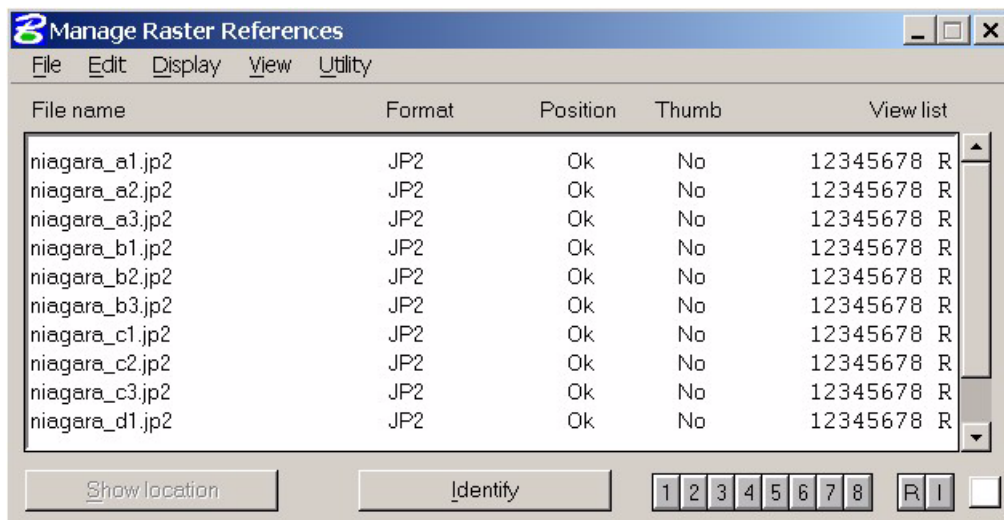 Manage Raster References
File Edit Display View Utility
File name Format Position Thumb View list
niagara_a1.jp2 JP2 Ok No 12345678 R
niagara_a2.jp2 JP2 Ok No 12345678 R
niagara_a3.jp2 JP2 Ok No 12345678 R
niagara_b1.jp2 JP2 Ok No 12345678 R
niagara_b2.jp2 JP2 Ok No 12345678 R
niagara_b3.jp2 JP2 Ok No 12345678 R
niagara_c1.jp2 JP2 Ok No 12345678 R
niagara_c2.jp2 JP2 Ok No 12345678 R
niagara_c3.jp2 JP2 Ok No 12345678 R
niagara_d1.jp2 JP2 Ok No 12345678 R
Show location Identify 1 2 3 4 5 6 7 8 R I